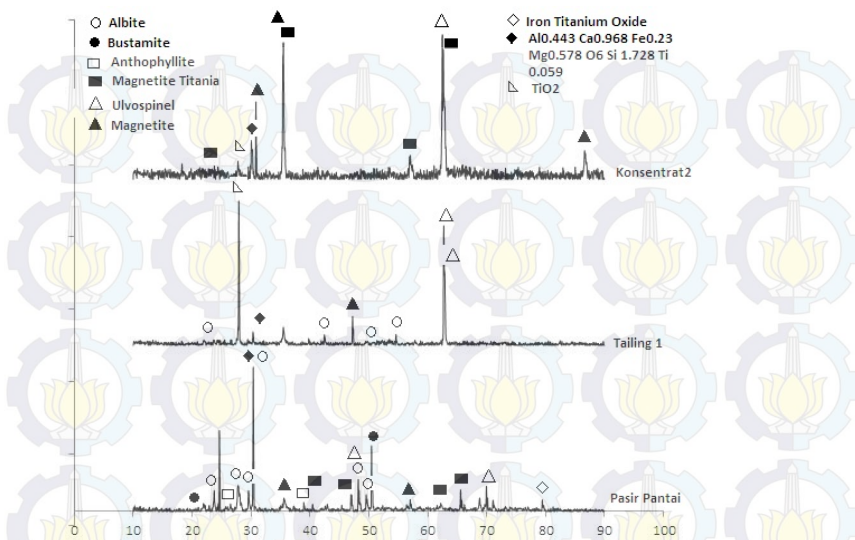 Albite
Bustamite
Anthophyllite
Magnetite Titania
Ulvospinel
Magnetite
Iron Titanium Oxide
Al0.443 Ca0.968 Fe0.23
Mg0.578 O6 Si 1.728 Ti
0.059
TiO2
Konsentrat2
Tailing 1
Pasir Pantai
0 10 20 30 40 50 60 70 80 90 100